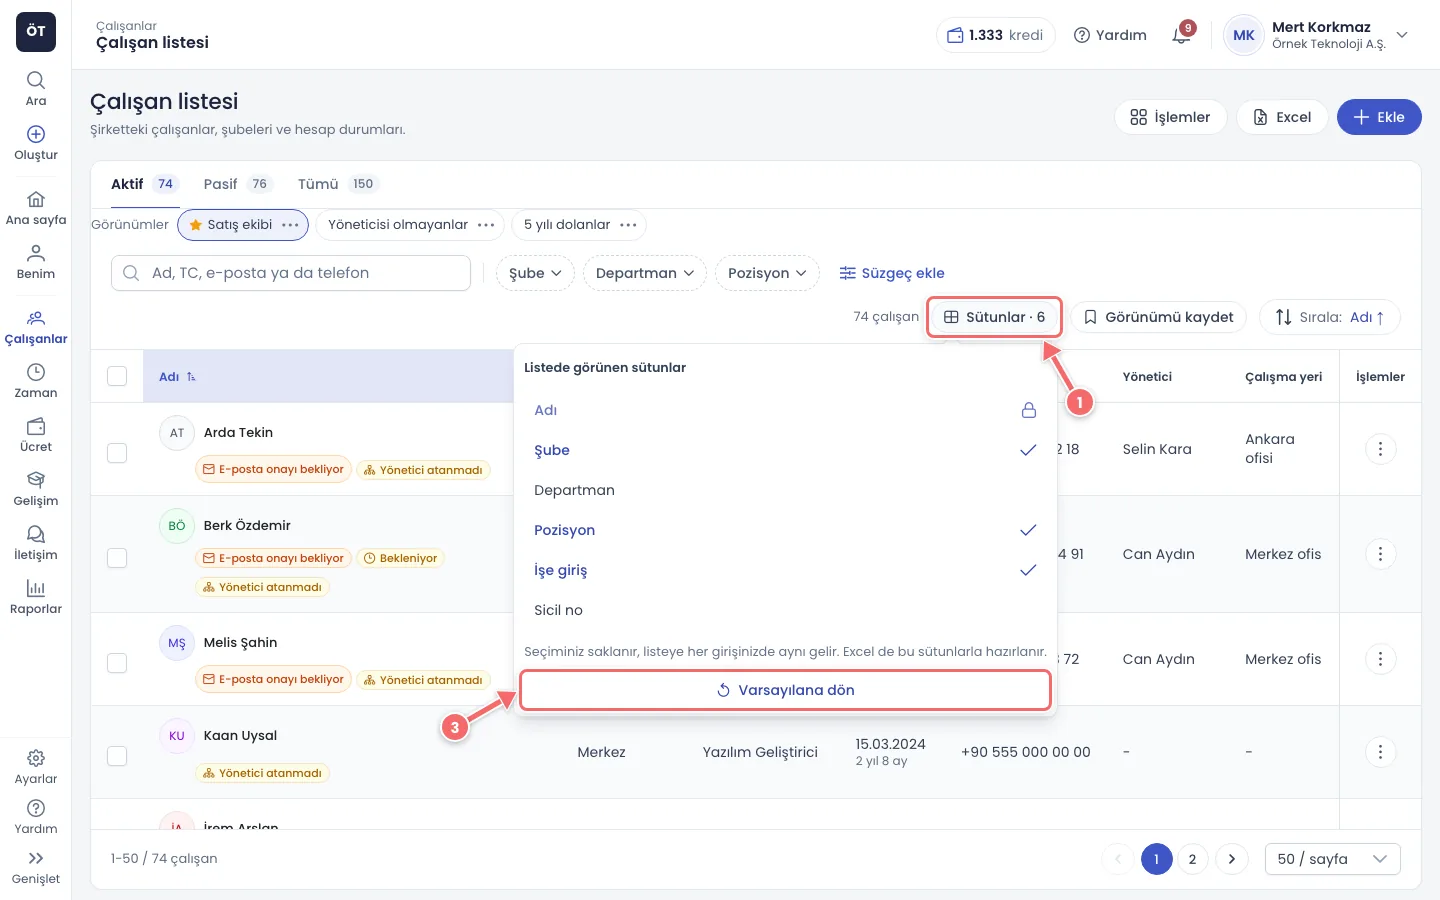 ÖT
Ara
Oluştur
Ana sayfa
Benim
Çalışanlar
Zaman
Ücret
Gelişim
İletişim
Raporlar
Ayarlar
Yardım
Genişlet
Çalışanlar
Çalışan listesi
1.333 kredi
Yardım
9
MK
Mert Korkmaz
Örnek Teknoloji A.Ş.
Çalışan listesi
Şirketteki çalışanlar, şubeleri ve hesap durumları.
İşlemler
Excel
Ekle
Aktif 74
Pasif 76
Tümü 150
Görünümler
Satış ekibi
Yöneticisi olmayanlar
5 yılı dolanlar
Ad, TC, e-posta ya da telefon
Şube
Departman
Pozisyon
Süzgeç ekle
74 çalışan
Sütunlar · 6
Görünümü kaydet
Sırala: Adı ↑
1
Adı
Yönetici
Çalışma yeri
İşlemler
Listede görünen sütunlar
Adı
Şube
Departman
Pozisyon
İşe giriş
Sicil no
Seçiminiz saklanır, listeye her girişinizde aynı gelir. Excel de bu sütunlarla hazırlanır.
Varsayılana dön
3
AT
Arda Tekin
E-posta onayı bekliyor
Yönetici atanmadı
2 18
Selin Kara
Ankara
ofisi
BÖ
Berk Özdemir
E-posta onayı bekliyor
Bekleniyor
Yönetici atanmadı
4 91
Can Aydın
Merkez ofis
MŞ
Melis Şahin
E-posta onayı bekliyor
Yönetici atanmadı
72
Can Aydın
Merkez ofis
KU
Kaan Uysal
Yönetici atanmadı
Merkez
Yazılım Geliştirici
15.03.2024
2 yıl 8 ay
+90 555 000 00 00
-
-
İA
İrem Arslan
1-50 / 74 çalışan
1
2
50 / sayfa